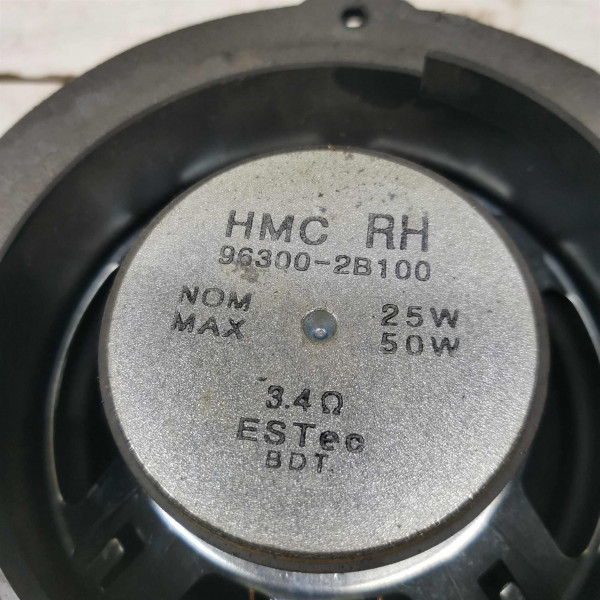 HMC RH
96300-2B100
NOM 25W
MAX 50W
3.4Ω
ESTec
BDT